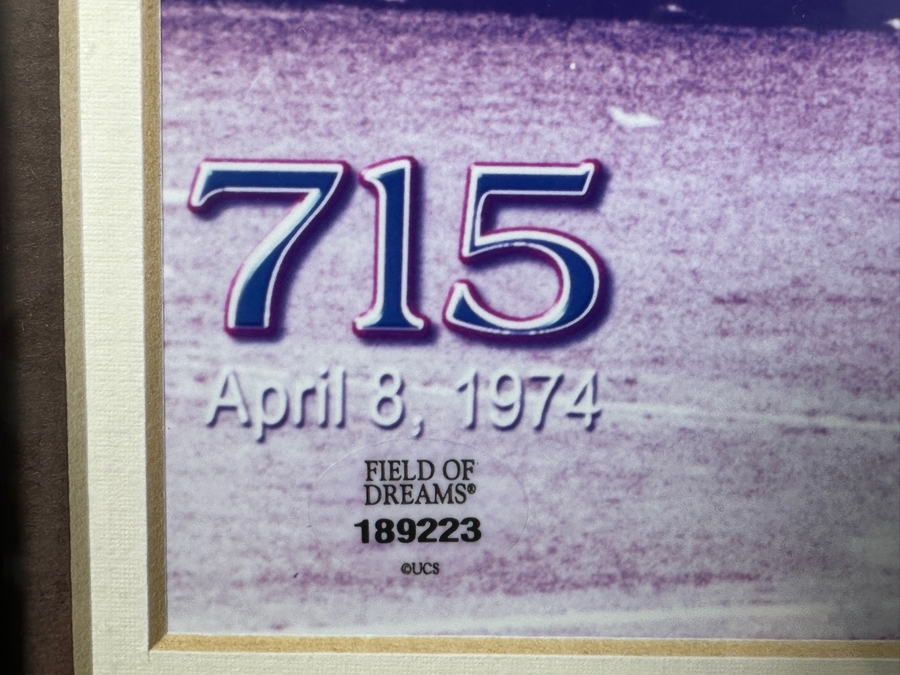 715
April 8, 1974
FIELD OF
DREAMS®
189223
©UCS